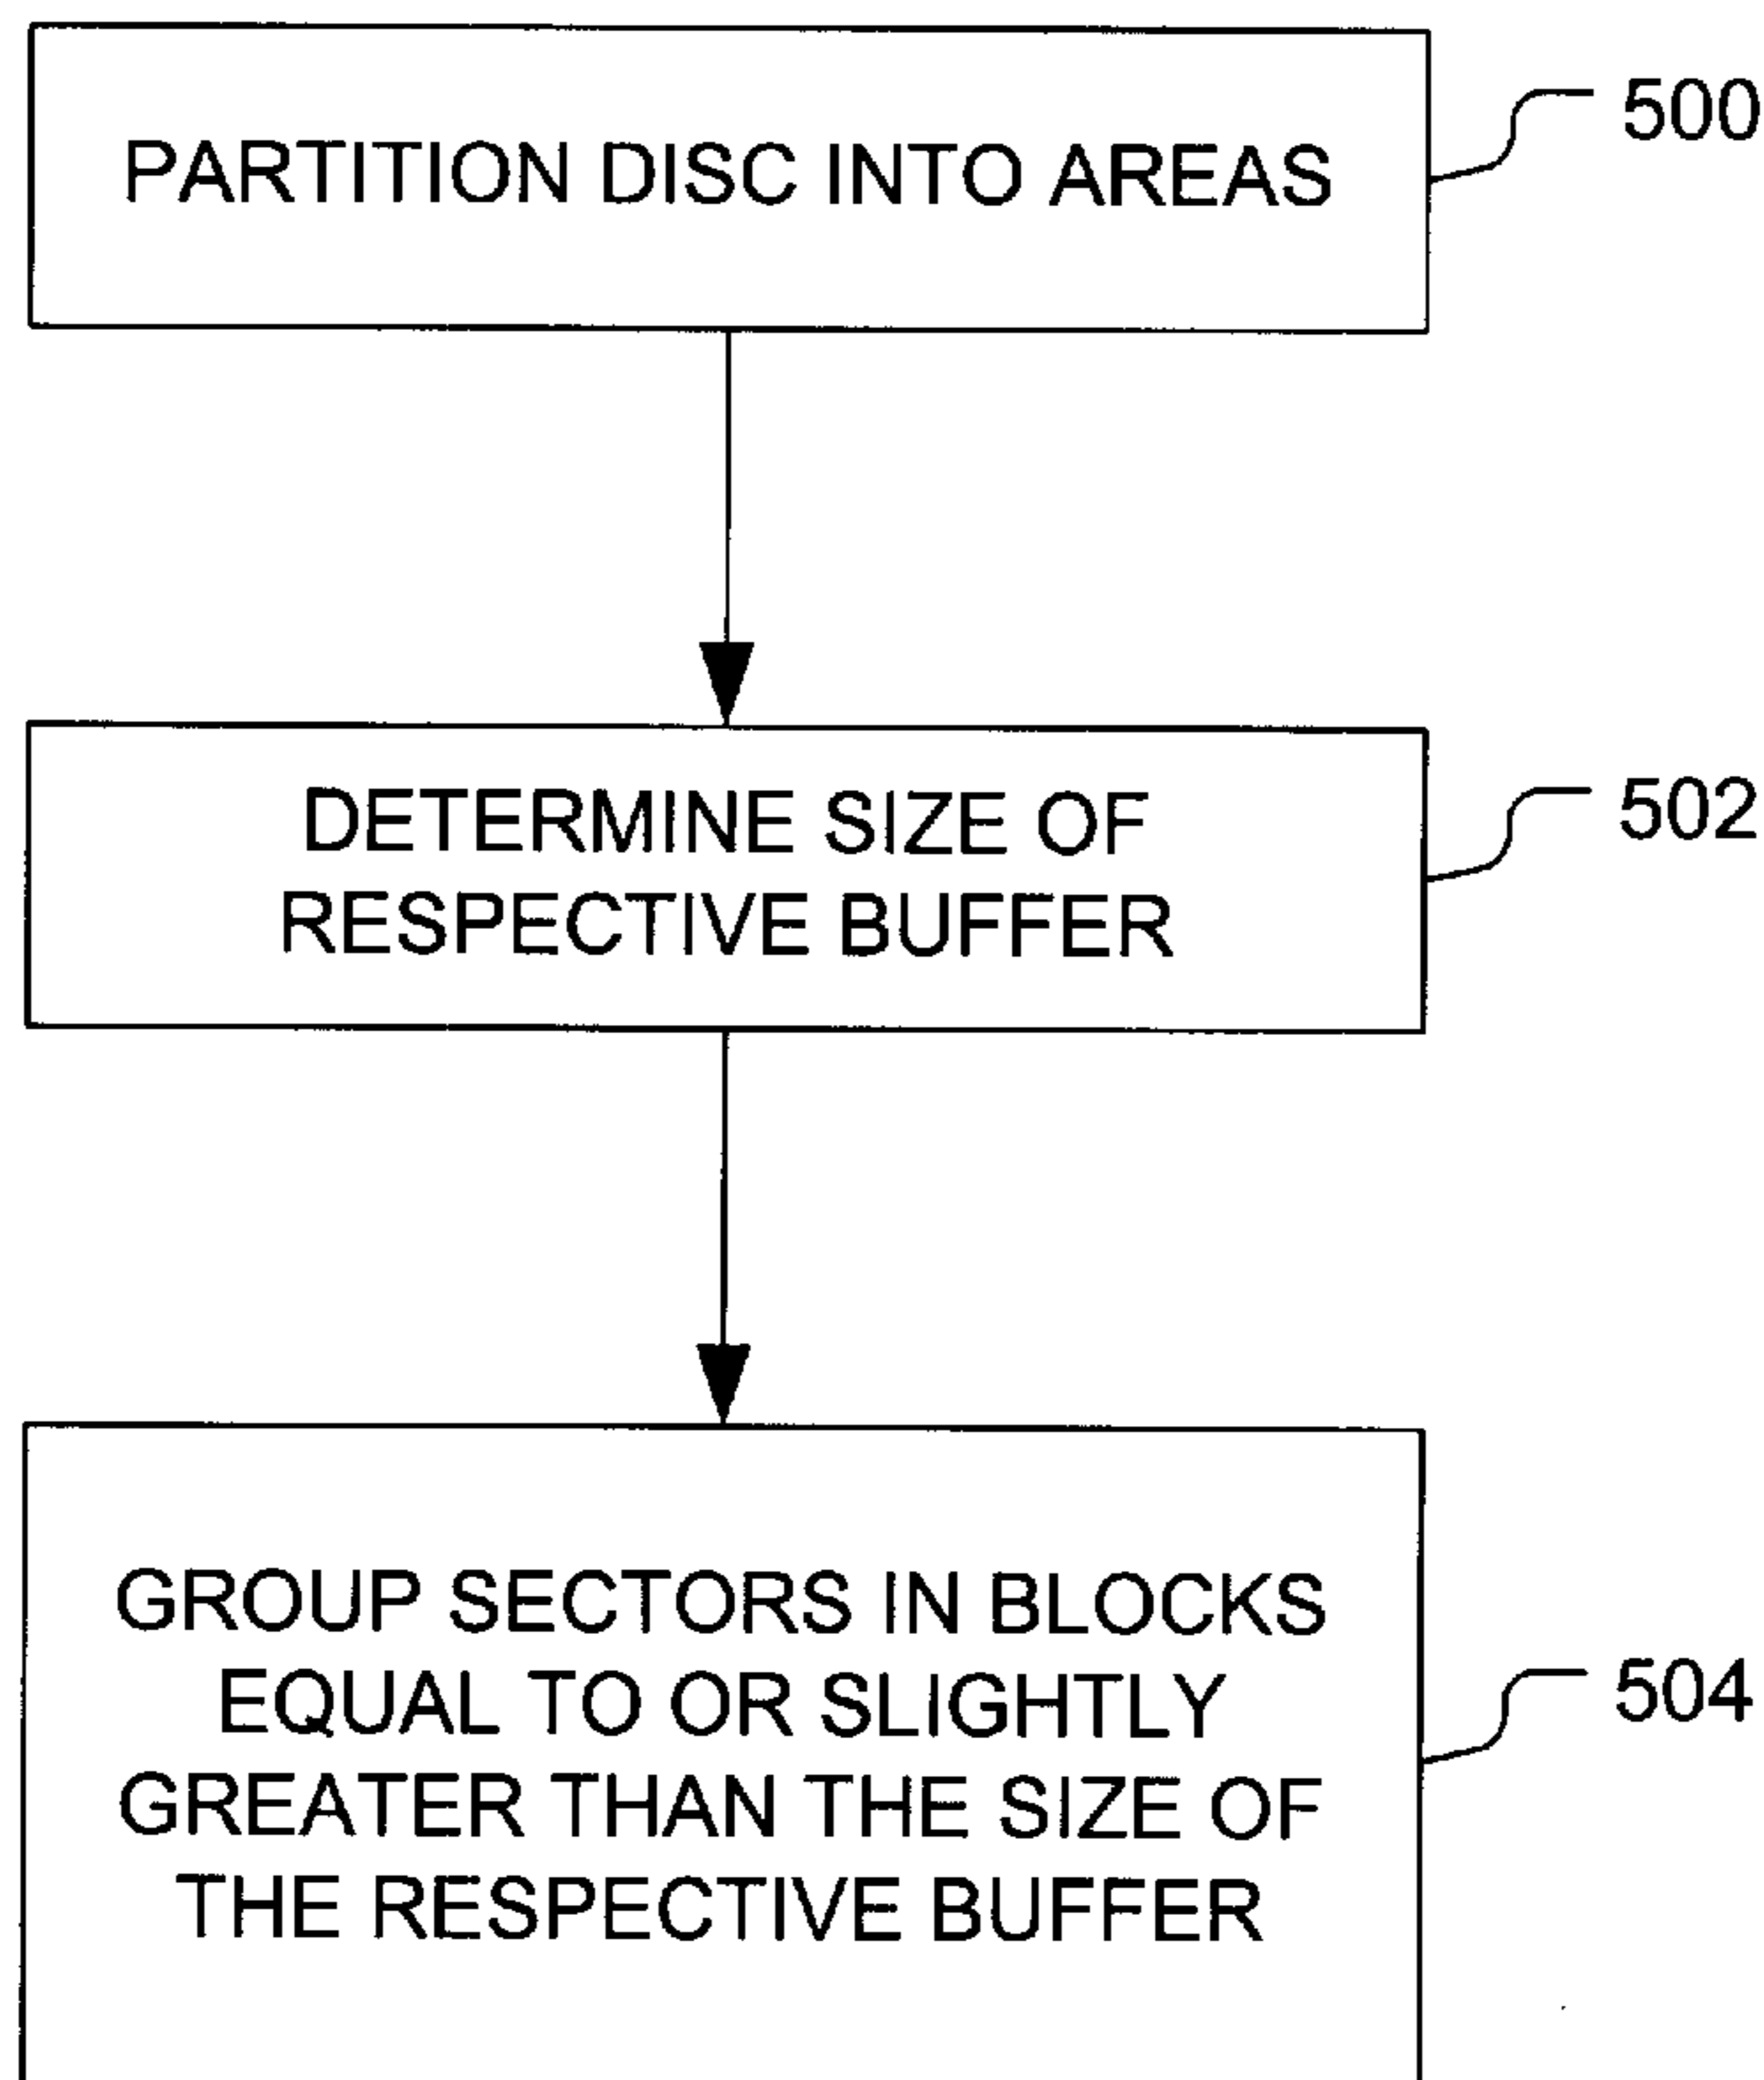 PARTITION DISC INTO AREAS
500
DETERMINE SIZE OF
RESPECTIVE BUFFER
502
GROUP SECTORS IN BLOCKS
EQUAL TO OR SLIGHTLY
GREATER THAN THE SIZE OF
THE RESPECTIVE BUFFER
504